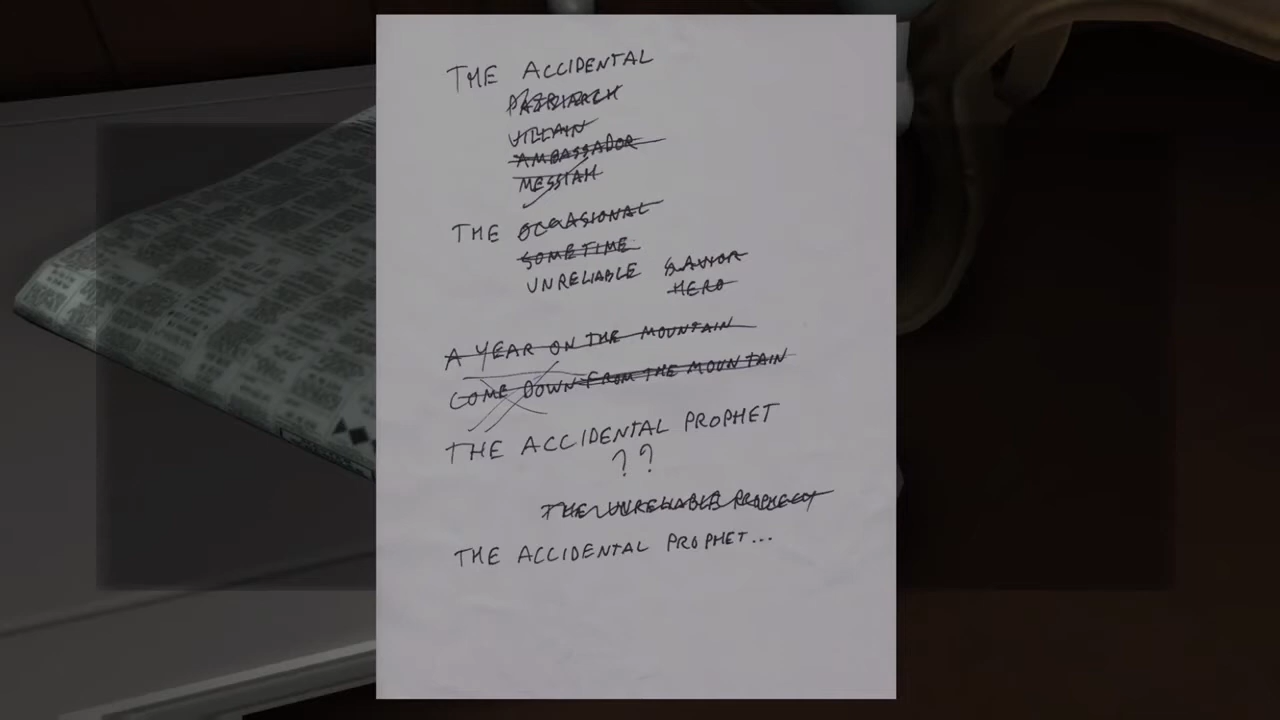 THE ACCIDENTAL
PATRIARCH
VILLAIN
AMBASSADOR
MESSIAH
THE OCCASIONAL
SOMETIME
UNRELIABLE SAVIOR
HERO
A YEAR ON THE MOUNTAIN
COME DOWN FROM THE MOUNTAIN
THE ACCIDENTAL PROPHET
??
THE UNRELIABLE PROPHECY
THE ACCIDENTAL PROPHET...